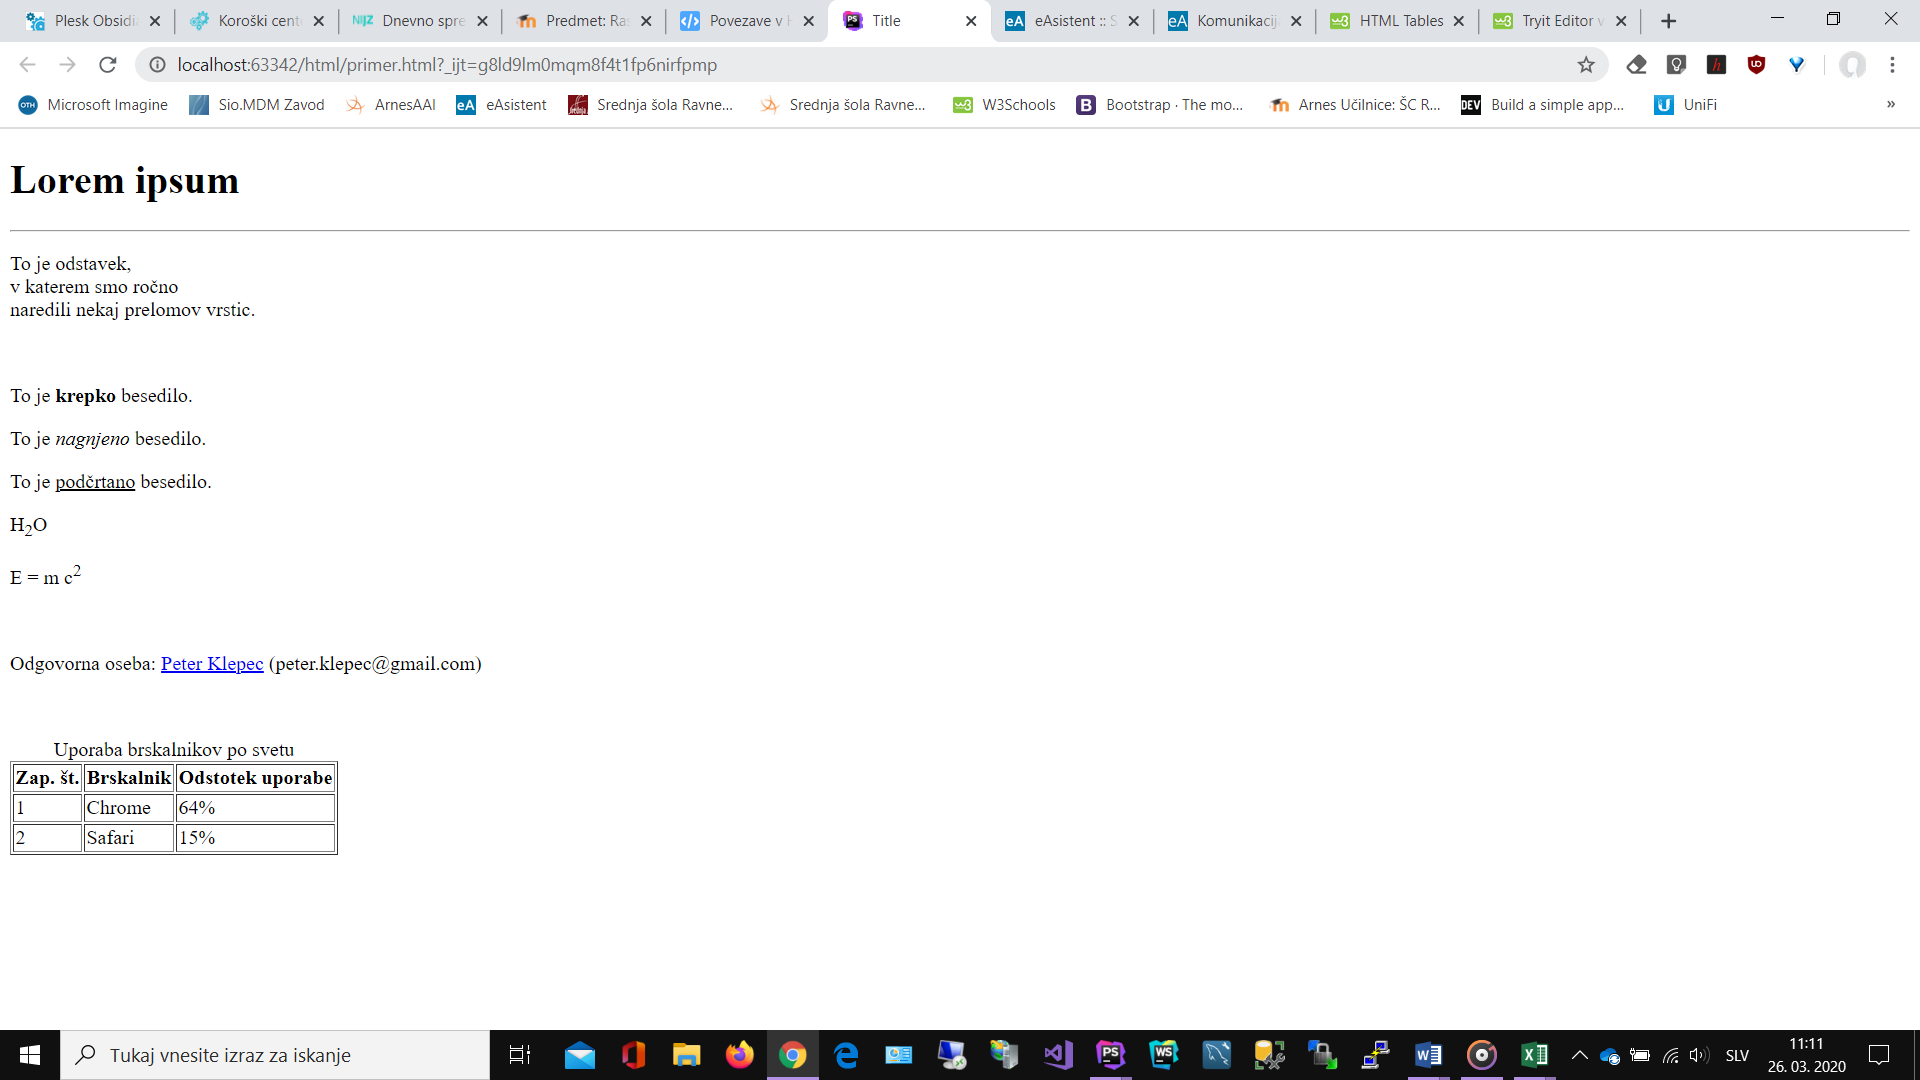 Plesk Obsidi
Koroški cent
Dnevno spre
Predmet: Ra
Povezave v H
Title
eAsistent :: S
Komunikacij
HTML Tables
Tryit Editor v
localhost:63342/html/primer.html?_ijt=g8ld9lm0mqm8f4t1fp6nirfpmp
Microsoft Imagine
Sio.MDM Zavod
ArnesAAI
eAsistent
Srednja šola Ravne...
Srednja šola Ravne...
W3Schools
Bootstrap · The mo...
Arnes Učilnice: ŠC R...
Build a simple app...
UniFi
»
Lorem ipsum
To je odstavek,
v katerem smo ročno
naredili nekaj prelomov vrstic.
To je krepko besedilo.
To je nagnjeno besedilo.
To je podčrtano besedilo.
H₂O
E = m c²
Odgovorna oseba: Peter Klepec (peter.klepec@gmail.com)
Uporaba brskalnikov po svetu
Zap. št. Brskalnik Odstotek uporabe
1 Chrome 64%
2 Safari 15%
Tukaj vnesite izraz za iskanje
SLV
11:11
26. 03. 2020